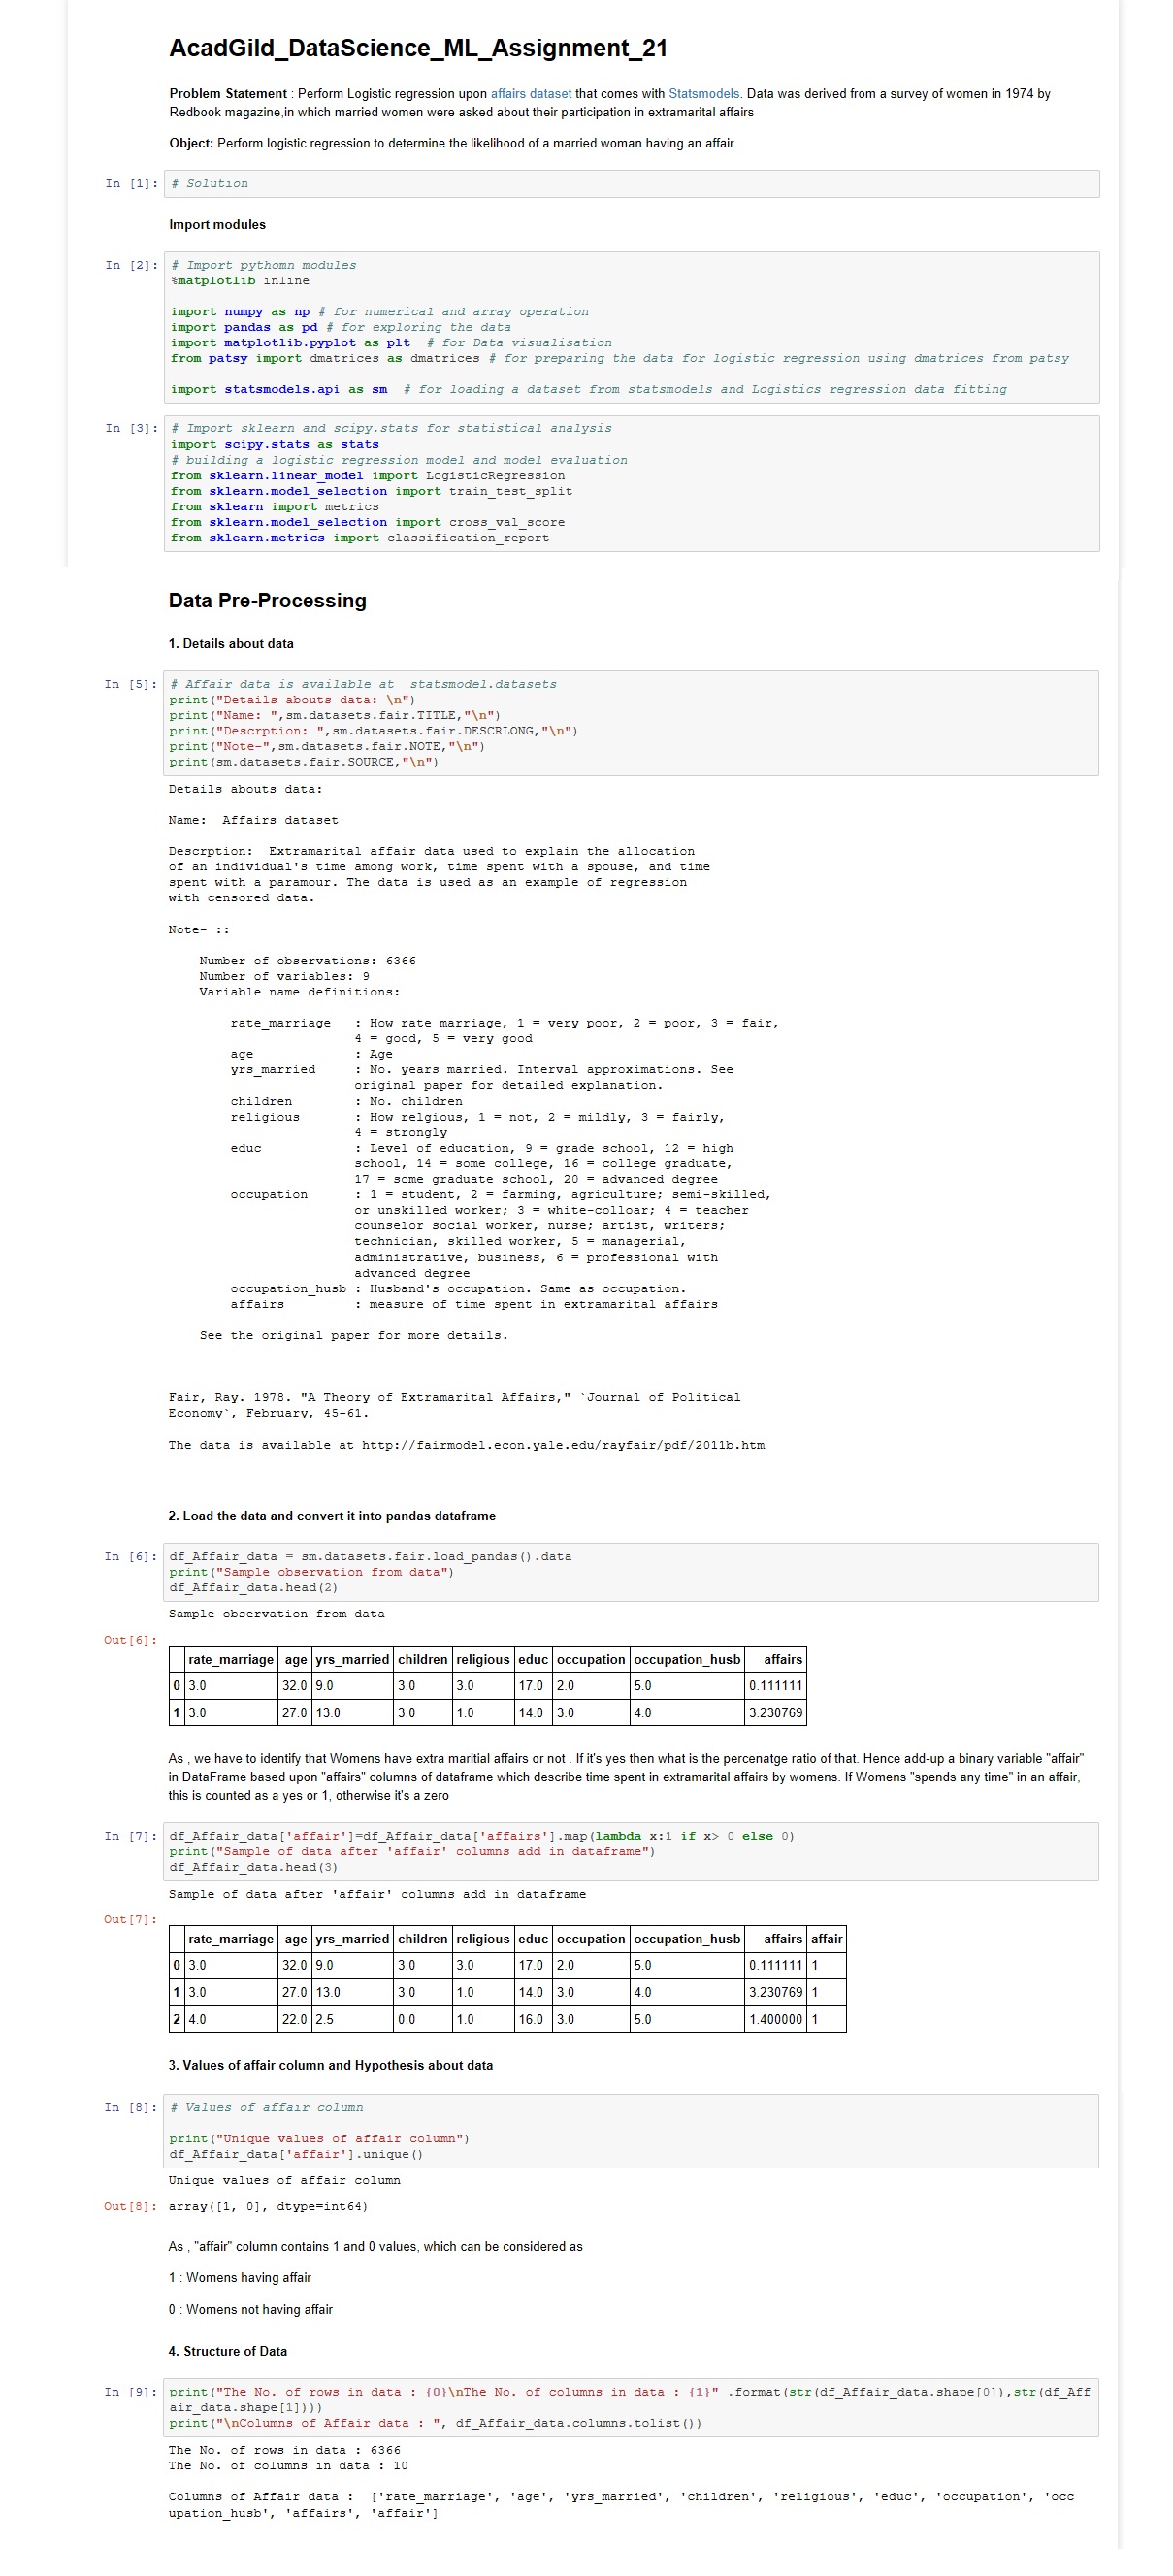 AcadGild_DataScience_ML_Assignment_21
Problem Statement : Perform Logistic regression upon affairs dataset that comes with Statsmodels. Data was derived from a survey of women in 1974 by
Redbook magazine,in which married women were asked about their participation in extramarital affairs
Object: Perform logistic regression to determine the likelihood of a married woman having an affair.
In [1]: # Solution
Import modules
In [2]: # Import pythomn modules
%matplotlib inline
import numpy as np # for numerical and array operation
import pandas as pd # for exploring the data
import matplotlib.pyplot as plt  # for Data visualisation
from patsy import dmatrices as dmatrices # for preparing the data for logistic regression using dmatrices from patsy
import statsmodels.api as sm  # for loading a dataset from statsmodels and Logistics regression data fitting
In [3]: # Import sklearn and scipy.stats for statistical analysis
import scipy.stats as stats
# building a logistic regression model and model evaluation
from sklearn.linear_model import LogisticRegression
from sklearn.model_selection import train_test_split
from sklearn import metrics
from sklearn.model_selection import cross_val_score
from sklearn.metrics import classification_report
Data Pre-Processing
1. Details about data
In [5]: # Affair data is available at  statsmodel.datasets
print("Details abouts data: \n")
print("Name: ",sm.datasets.fair.TITLE,"\n")
print("Descrption: ",sm.datasets.fair.DESCRLONG,"\n")
print("Note-",sm.datasets.fair.NOTE,"\n")
print(sm.datasets.fair.SOURCE,"\n")
Details abouts data:
Name:  Affairs dataset
Descrption:  Extramarital affair data used to explain the allocation
of an individual's time among work, time spent with a spouse, and time
spent with a paramour. The data is used as an example of regression
with censored data.
Note- ::
Number of observations: 6366
Number of variables: 9
Variable name definitions:
rate_marriage   : How rate marriage, 1 = very poor, 2 = poor, 3 = fair,
4 = good, 5 = very good
age             : Age
yrs_married     : No. years married. Interval approximations. See
original paper for detailed explanation.
children        : No. children
religious       : How relgious, 1 = not, 2 = mildly, 3 = fairly,
4 = strongly
educ            : Level of education, 9 = grade school, 12 = high
school, 14 = some college, 16 = college graduate,
17 = some graduate school, 20 = advanced degree
occupation      : 1 = student, 2 = farming, agriculture; semi-skilled,
or unskilled worker; 3 = white-colloar; 4 = teacher
counselor social worker, nurse; artist, writers;
technician, skilled worker, 5 = managerial,
administrative, business, 6 = professional with
advanced degree
occupation_husb : Husband's occupation. Same as occupation.
affairs         : measure of time spent in extramarital affairs
See the original paper for more details.
Fair, Ray. 1978. "A Theory of Extramarital Affairs," `Journal of Political
Economy`, February, 45-61.
The data is available at http://fairmodel.econ.yale.edu/rayfair/pdf/2011b.htm
2. Load the data and convert it into pandas dataframe
In [6]: df_Affair_data = sm.datasets.fair.load_pandas().data
print("Sample observation from data")
df_Affair_data.head(2)
Sample observation from data
Out[6]:
rate_marriage age yrs_married children religious educ occupation occupation_husb affairs
0 3.0 32.0 9.0 3.0 3.0 17.0 2.0 5.0 0.111111
1 3.0 27.0 13.0 3.0 1.0 14.0 3.0 4.0 3.230769
As , we have to identify that Womens have extra maritial affairs or not . If it's yes then what is the percenatge ratio of that. Hence add-up a binary variable "affair"
in DataFrame based upon "affairs" columns of dataframe which describe time spent in extramarital affairs by womens. If Womens "spends any time" in an affair,
this is counted as a yes or 1, otherwise it's a zero
In [7]: df_Affair_data['affair']=df_Affair_data['affairs'].map(lambda x:1 if x> 0 else 0)
print("Sample of data after 'affair' columns add in dataframe")
df_Affair_data.head(3)
Sample of data after 'affair' columns add in dataframe
Out[7]:
rate_marriage age yrs_married children religious educ occupation occupation_husb affairs affair
0 3.0 32.0 9.0 3.0 3.0 17.0 2.0 5.0 0.111111 1
1 3.0 27.0 13.0 3.0 1.0 14.0 3.0 4.0 3.230769 1
2 4.0 22.0 2.5 0.0 1.0 16.0 3.0 5.0 1.400000 1
3. Values of affair column and Hypothesis about data
In [8]: # Values of affair column
print("Unique values of affair column")
df_Affair_data['affair'].unique()
Unique values of affair column
Out[8]: array([1, 0], dtype=int64)
As , "affair" column contains 1 and 0 values, which can be considered as
1 : Womens having affair
0 : Womens not having affair
4. Structure of Data
In [9]: print("The No. of rows in data : {0}\nThe No. of columns in data : {1}" .format(str(df_Affair_data.shape[0]),str(df_Aff
air_data.shape[1])))
print("\nColumns of Affair data : ", df_Affair_data.columns.tolist())
The No. of rows in data : 6366
The No. of columns in data : 10
Columns of Affair data :  ['rate_marriage', 'age', 'yrs_married', 'children', 'religious', 'educ', 'occupation', 'occ
upation_husb', 'affairs', 'affair']